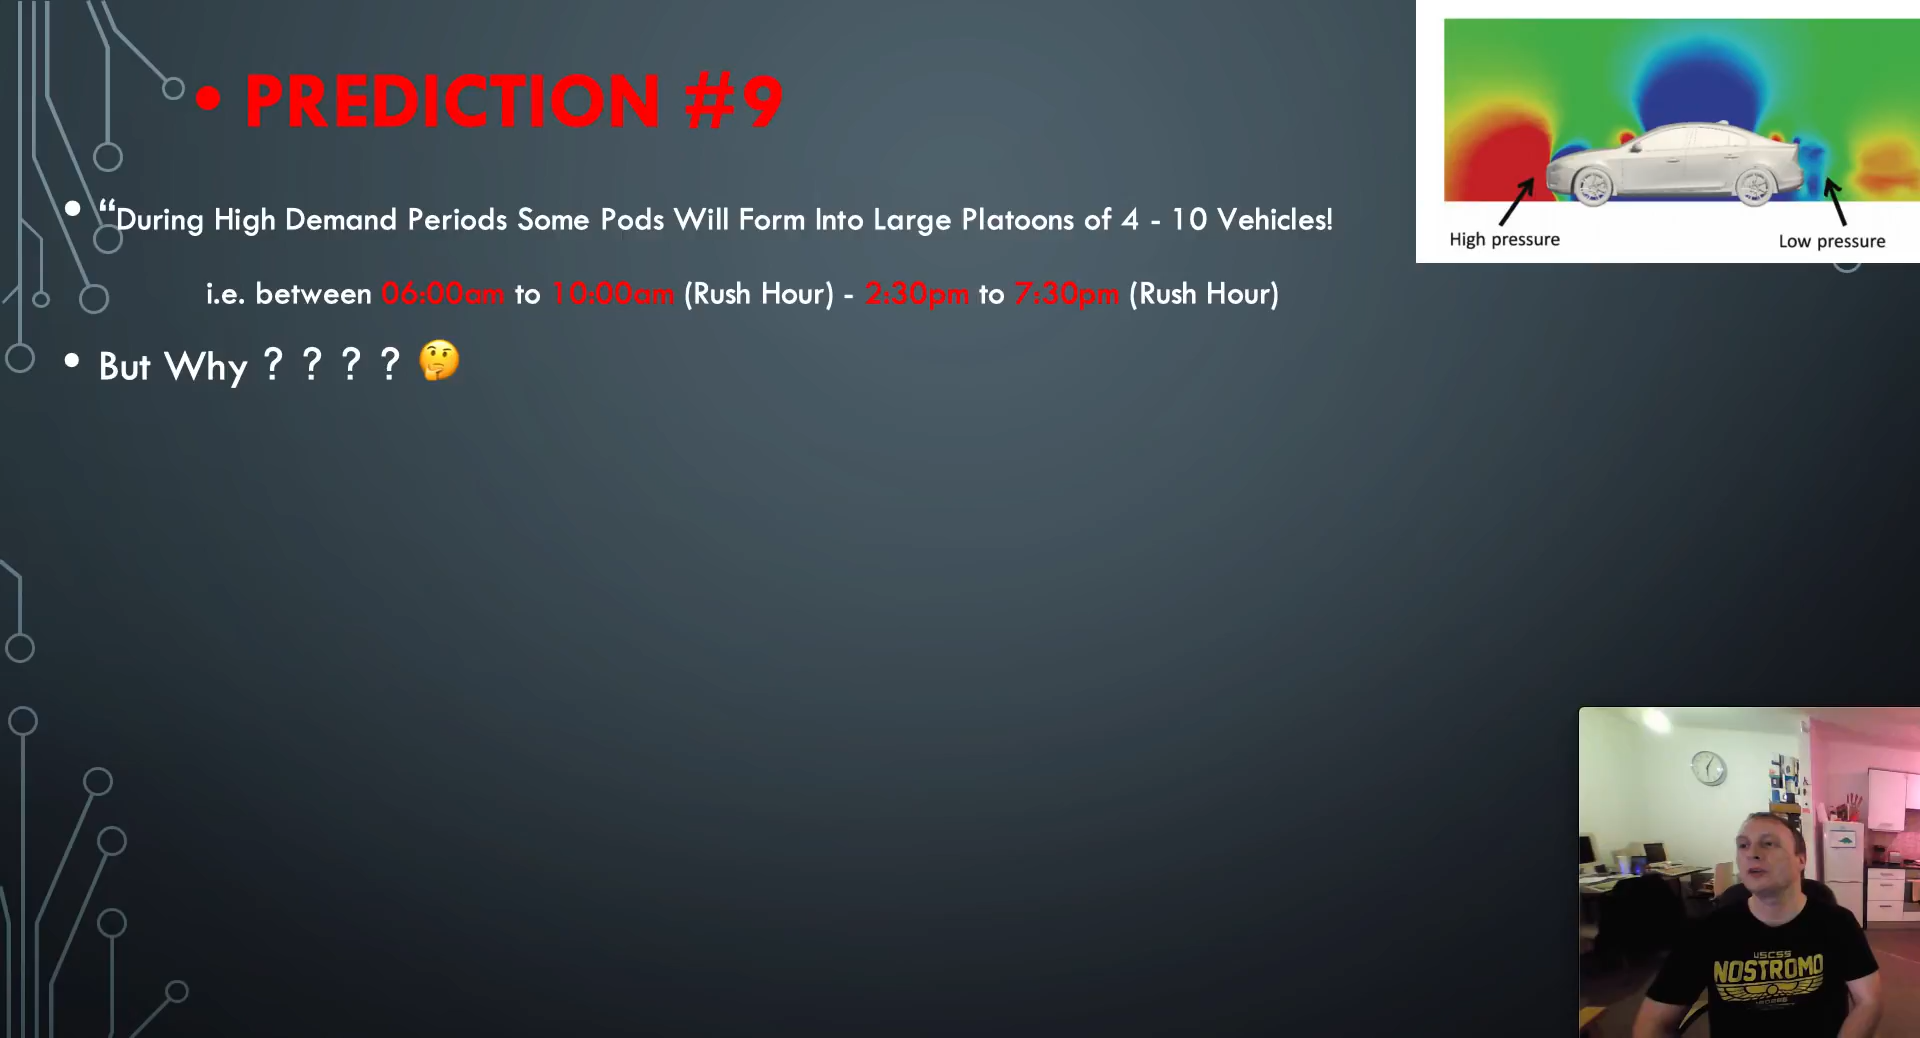 • PREDICTION #9
• “During High Demand Periods Some Pods Will Form Into Large Platoons of 4 - 10 Vehicles!
i.e. between 06:00am to 10:00am (Rush Hour) - 2:30pm to 7:30pm (Rush Hour)
• But Why ? ? ? ? 🤔
High pressure
Low pressure
USCSS
NOSTROMO